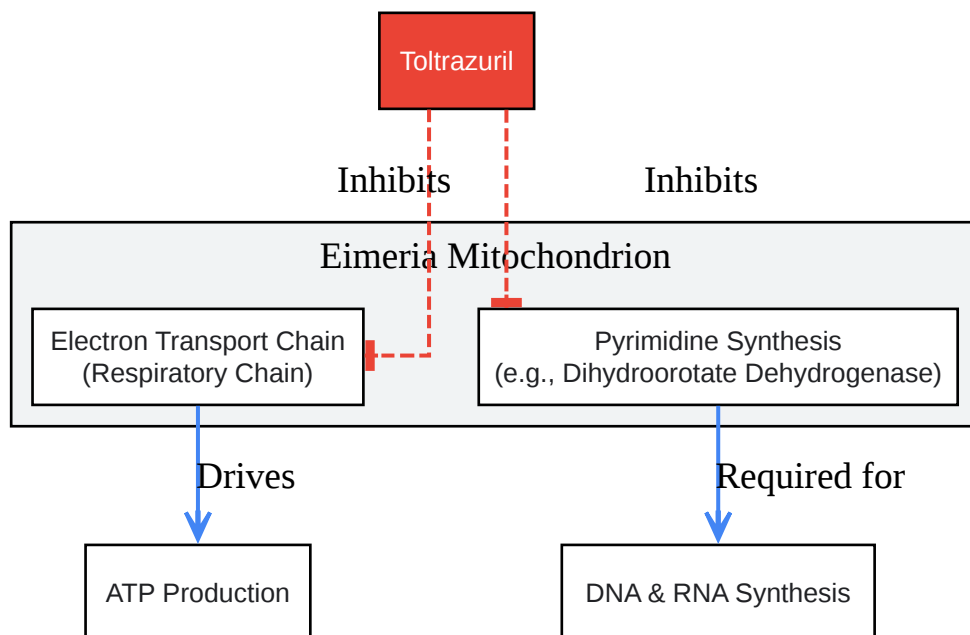 Toltrazuril
Inhibits
Inhibits
Eimeria Mitochondrion
Electron Transport Chain
(Respiratory Chain)
Pyrimidine Synthesis
(e.g., Dihydroorotate Dehydrogenase)
Drives
Required for
ATP Production
DNA & RNA Synthesis